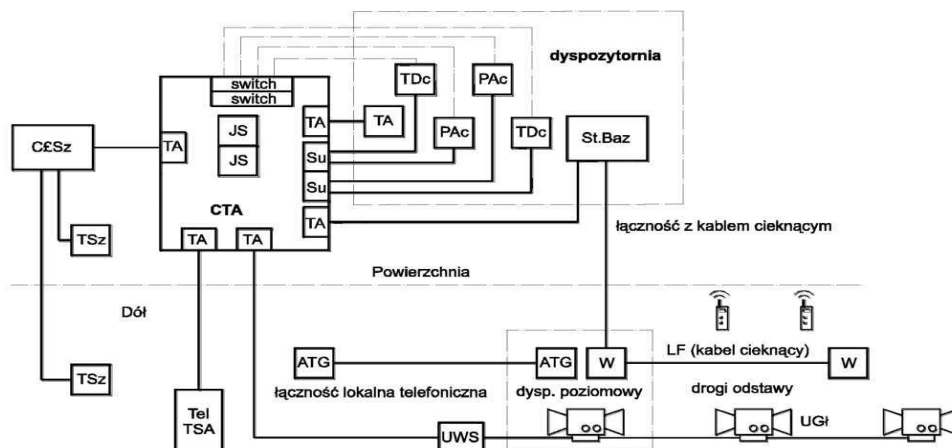 dyspozytornia
switch
switch
TDc
PAc
JS
JS
TA
TA
PAc
TDc
St.Baz
C£Sz
TA
Su
Su
CTA
TA
TA
TA
łączność z kablem cieknącym
TSz
Powierzchnia
Dół
ATG
ATG
W
LF (kabel cieknący)
W
TSz
łączność lokalna telefoniczna
dysp. poziomowy
drogi odstawy
Tel
TSA
UWS
UGł